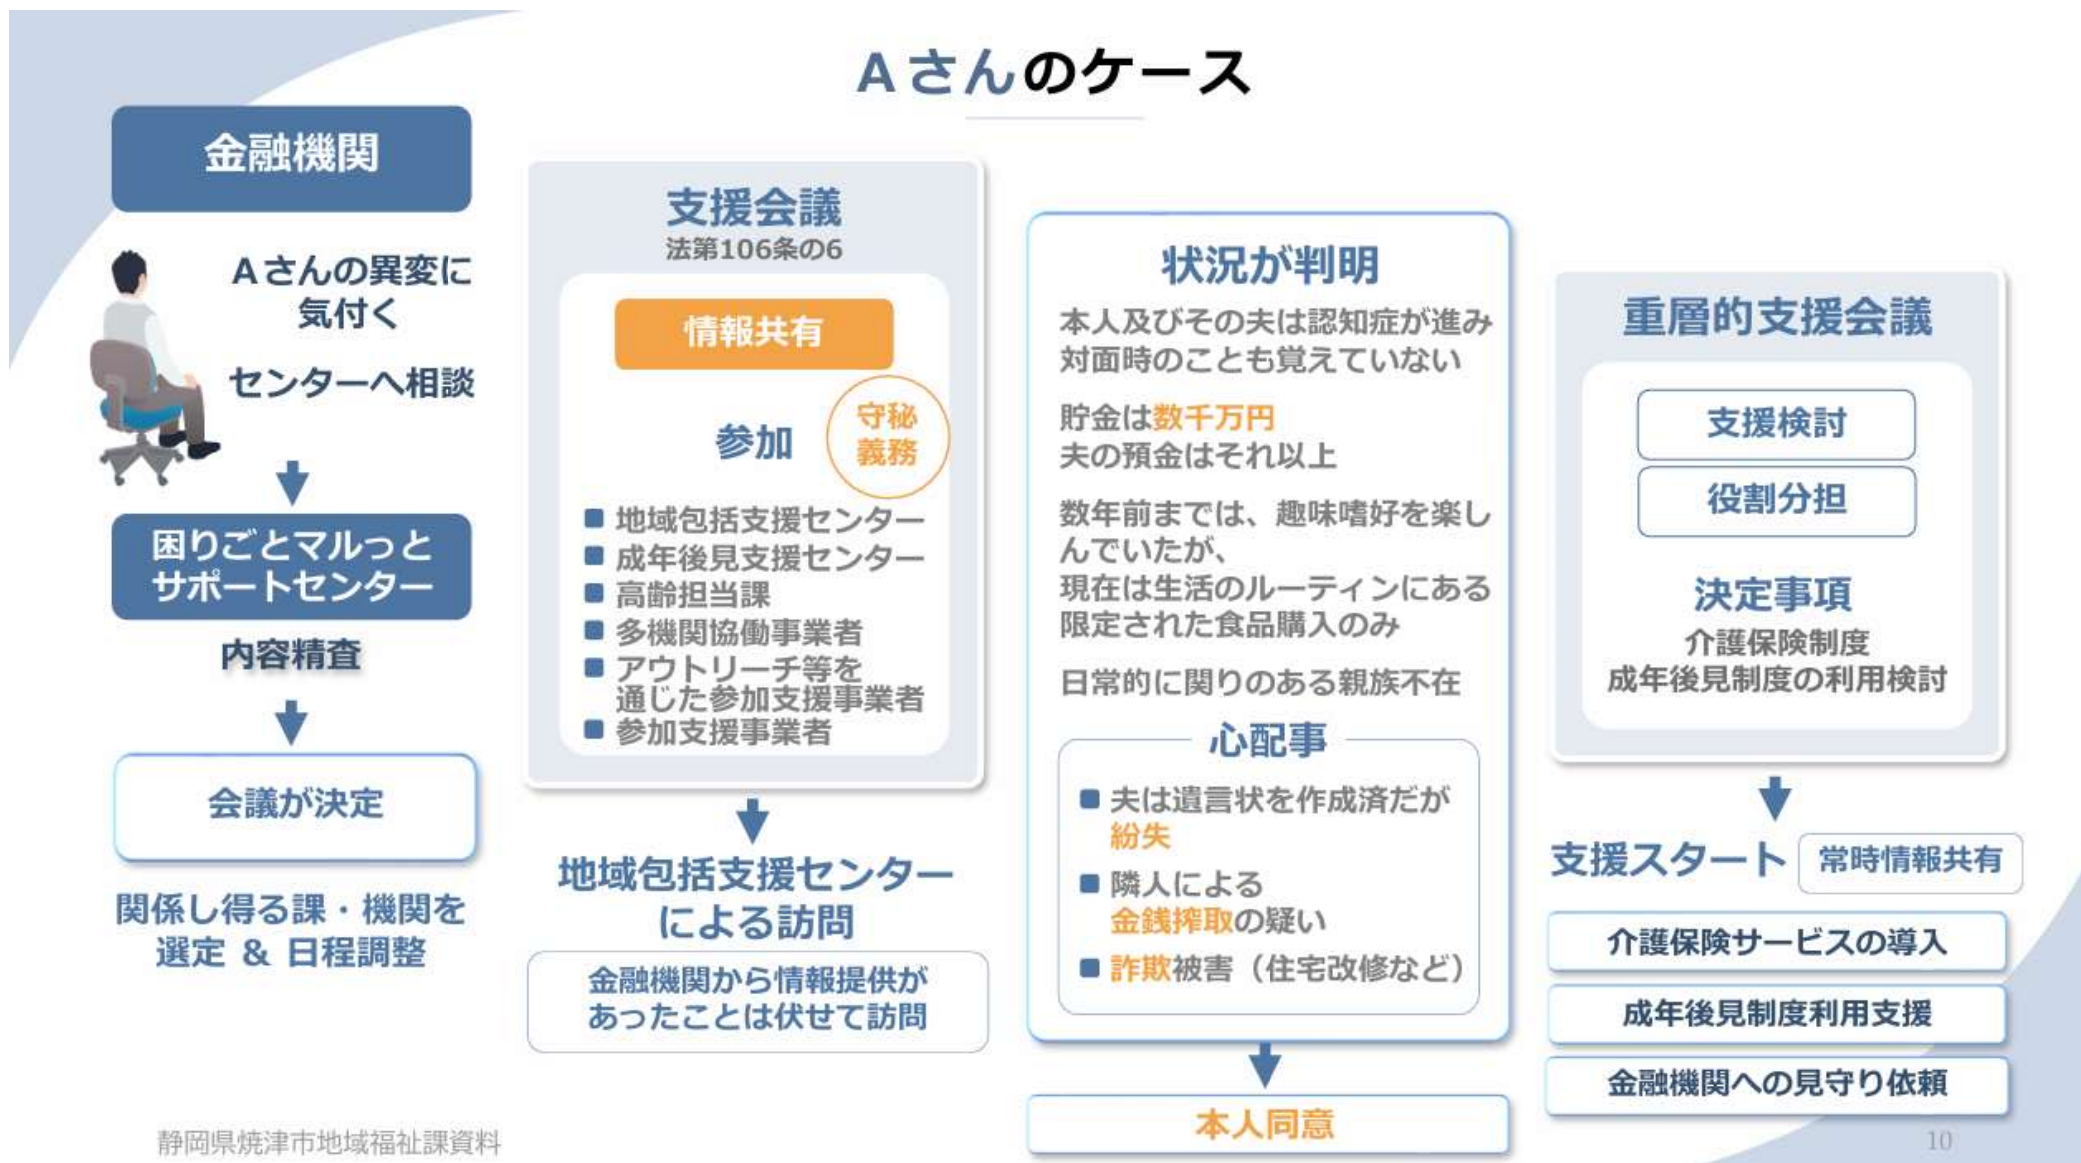 Aさんのケース
金融機関
Aさんの異変に
気付く
センターへ相談
困りごとマルっと
サポートセンター
内容精査
会議が決定
関係し得る課・機関を
選定 & 日程調整
支援会議
法第106条の6
情報共有
参加
守秘
義務
地域包括支援センター
成年後見支援センター
高齢担当課
多機関協働事業者
アウトリーチ等を
通じた参加支援事業者
参加支援事業者
地域包括支援センター
による訪問
金融機関から情報提供が
あったことは伏せて訪問
状況が判明
本人及びその夫は認知症が進み
対面時のことも覚えていない
貯金は数千万円
夫の預金はそれ以上
数年前までは、趣味嗜好を楽し
んでいたが、
現在は生活のルーティンにある
限定された食品購入のみ
日常的に関りのある親族不在
心配事
夫は遺言状を作成済だが
紛失
隣人による
金銭搾取の疑い
詐欺被害（住宅改修など）
本人同意
重層的支援会議
支援検討
役割分担
決定事項
介護保険制度
成年後見制度の利用検討
支援スタート
常時情報共有
介護保険サービスの導入
成年後見制度利用支援
金融機関への見守り依頼
静岡県焼津市地域福祉課資料
10